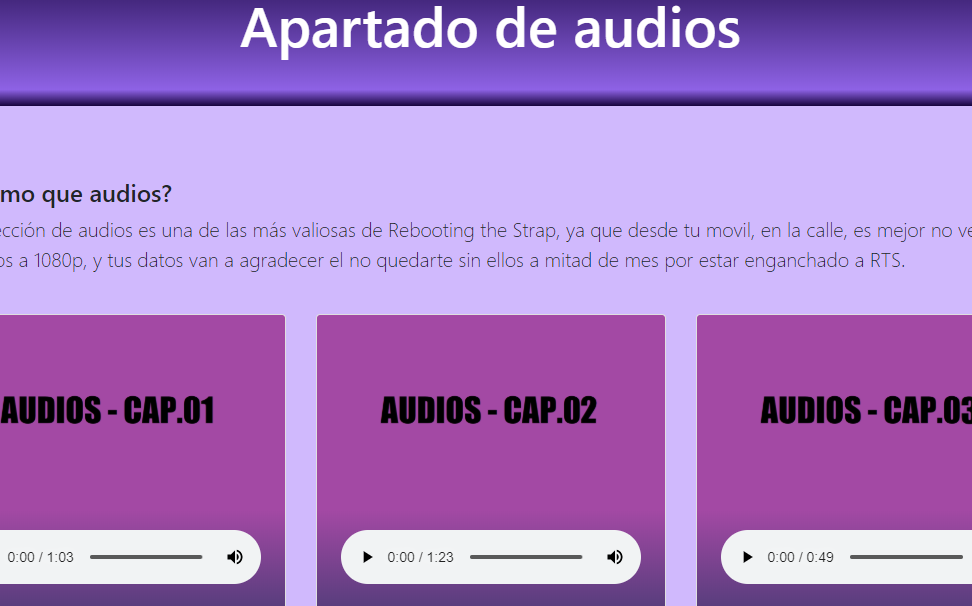 Apartado de audios
mo que audios?
ección de audios es una de las más valiosas de Rebooting the Strap, ya que desde tu movil, en la calle, es mejor no ve
os a 1080p, y tus datos van a agradecer el no quedarte sin ellos a mitad de mes por estar enganchado a RTS.
AUDIOS - CAP.01
AUDIOS - CAP.02
AUDIOS - CAP.03
0:00 / 1:03
0:00 / 1:23
0:00 / 0:49